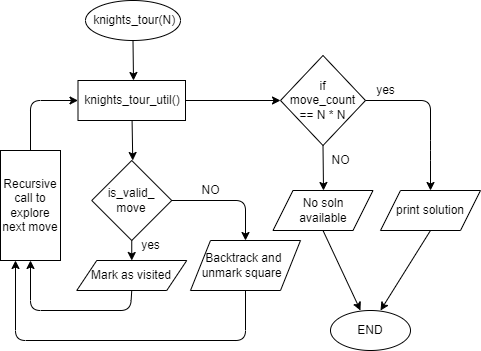 knights_tour(N)
knights_tour_util()
if
move_count
== N * N
yes
NO
Recursive
call to
explore
next move
is_valid_
move
NO
yes
No soln
available
print solution
Mark as visited
Backtrack and
unmark square
END